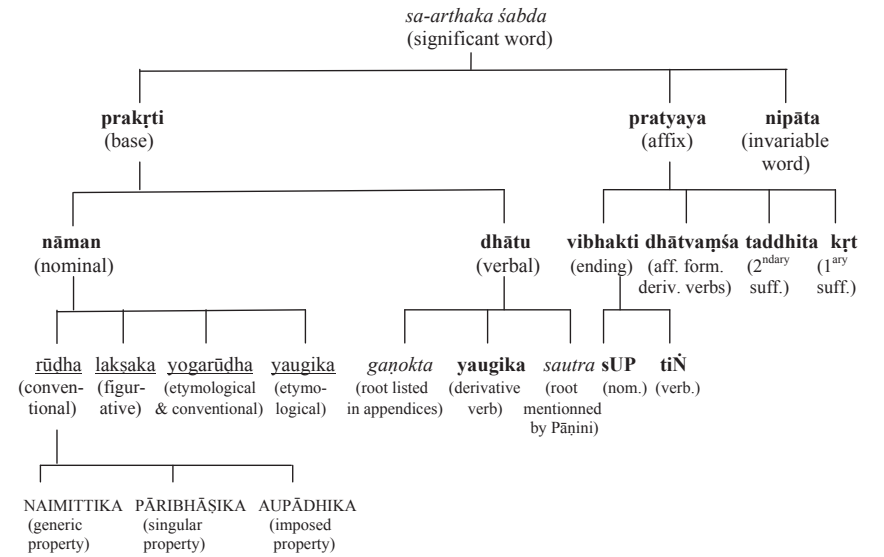 sa-arthaka śabda
(significant word)
prakṛti pratyaya nipāta
(base) (affix) (invariable
word)
nāman dhātu vibhakti dhātvaṃśa taddhita kṛt
(nominal) (verbal) (ending) (aff. form. (2ndary (1ary
deriv. verbs) suff.) suff.)
rūḍha lakṣaka yogarūḍha yaugika gaṇokta yaugika sautra sUP tiṄ
(conven- (figur- (etymological (etymo- (root listed (derivative (root (nom.) (verb.)
tional) ative) & conventional) logical) in appendices) verb) mentionned
by Pāṇini)
NAIMITTIKA PĀRIBHĀṢIKA AUPĀDHIKA
(generic (singular (imposed
property) property) property)